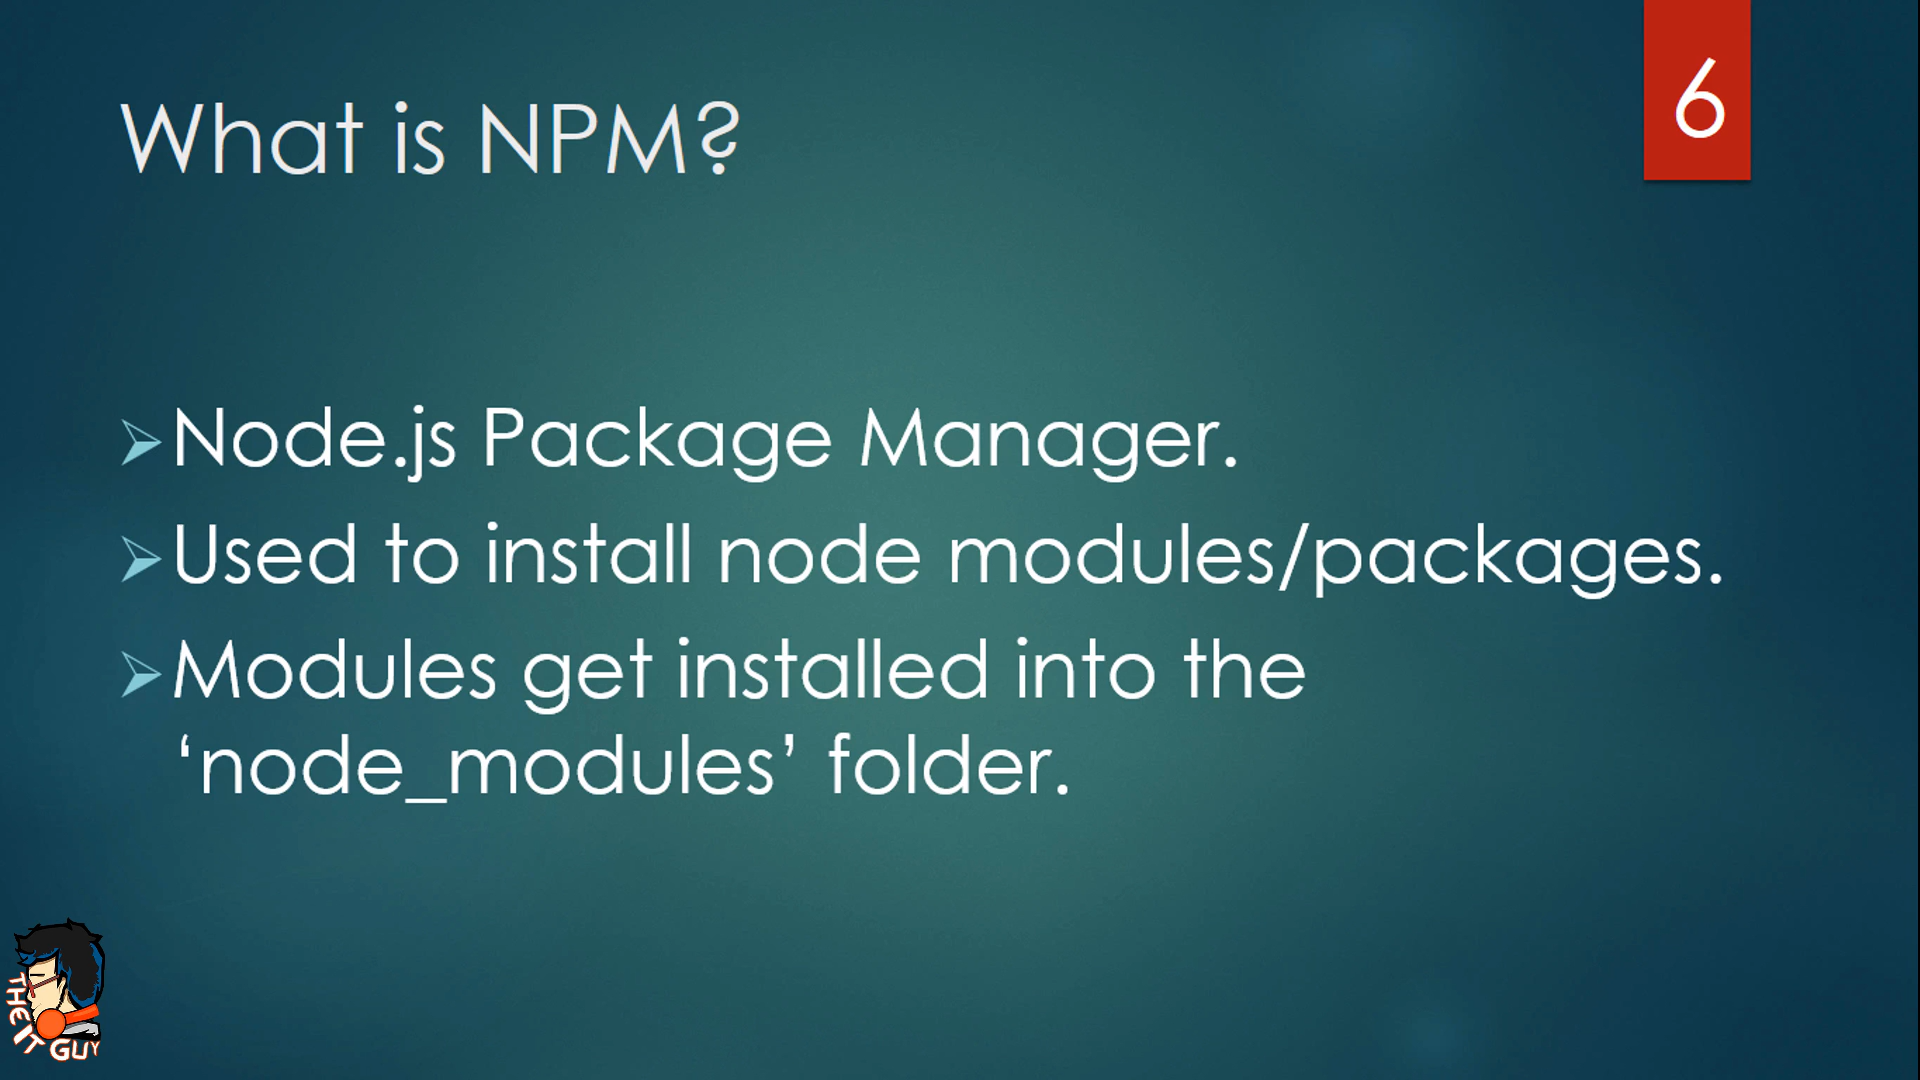 What is NPM?
6
Node.js Package Manager.
Used to install node modules/packages.
Modules get installed into the
‘node_modules’ folder.
THE IT GUY